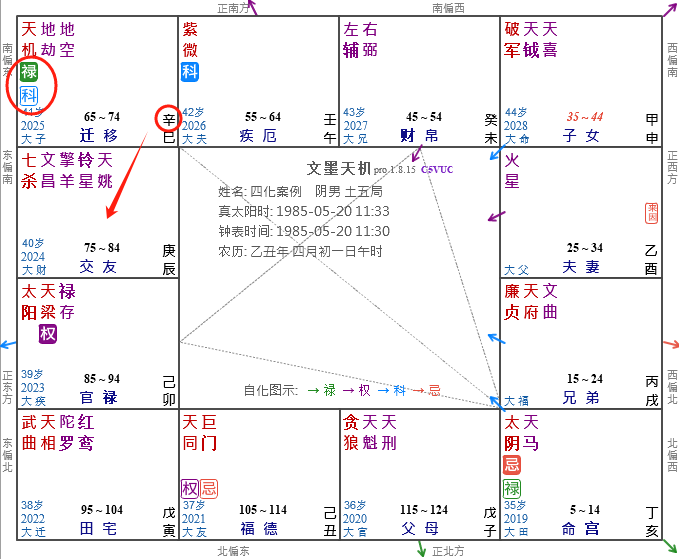 正南方
南偏西
南偏东
天 地 地
机 劫 空
禄
科
41岁
2025
大子
65~74
迁 移
辛
巳
紫
微
科
42岁
2026
大夫
55~64
疾 厄
壬
午
左 右
辅 弼
43岁
2027
大兄
45~54
财 帛
癸
未
破 天 天
军 钺 喜
44岁
2028
大命
35~44
子 女
甲
申
西偏南
东偏南
七 文 擎 铃 天
杀 昌 羊 星 姚
40岁
2024
大财
75~84
交 友
庚
辰
文墨天机 pro.1.8.15 C5VUC
姓名: 四化案例 阴男 土五局
真太阳时: 1985-05-20 11:33
钟表时间: 1985-05-20 11:30
农历: 乙丑年 四月初一日午时
火
星
来因
大父
25~34
夫 妻
乙
酉
正西方
正东方
太 天 禄
阳 梁 存
权
39岁
2023
大疾
85~94
官 禄
己
卯
自化图示: →禄 →权 →科 →忌
廉 天 文
贞 府 曲
大福
15~24
兄 弟
丙
戌
西偏北
东偏北
武 天 陀 红
曲 相 罗 鸾
38岁
2022
大迁
95~104
田 宅
戊
寅
天 巨
同 门
权 忌
37岁
2021
大友
105~114
福 德
己
丑
贪 天 天
狼 魁 刑
36岁
2020
大官
115~124
父 母
戊
子
太 天
阴 马
忌
禄
35岁
2019
大田
5~14
命 宫
丁
亥
北偏西
北偏东
正北方